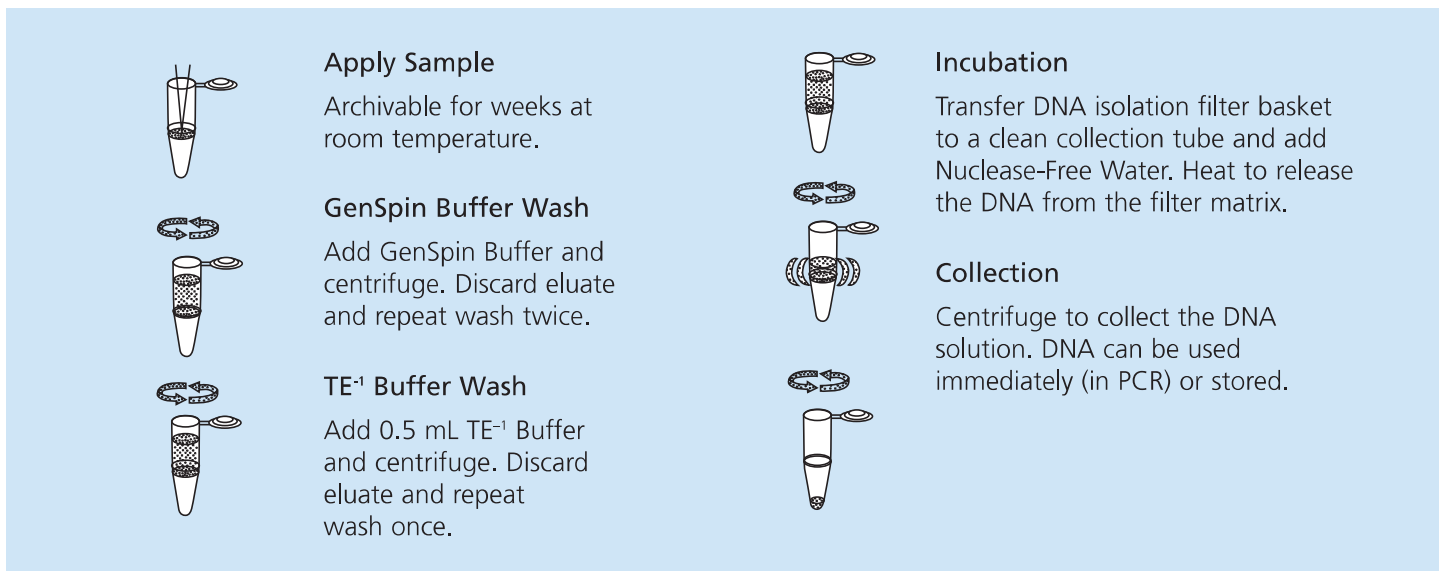 Apply Sample
Archivable for weeks at
room temperature.
GenSpin Buffer Wash
Add GenSpin Buffer and
centrifuge. Discard eluate
and repeat wash twice.
TE⁻¹ Buffer Wash
Add 0.5 mL TE⁻¹ Buffer
and centrifuge. Discard
eluate and repeat
wash once.
Incubation
Transfer DNA isolation filter basket
to a clean collection tube and add
Nuclease-Free Water. Heat to release
the DNA from the filter matrix.
Collection
Centrifuge to collect the DNA
solution. DNA can be used
immediately (in PCR) or stored.